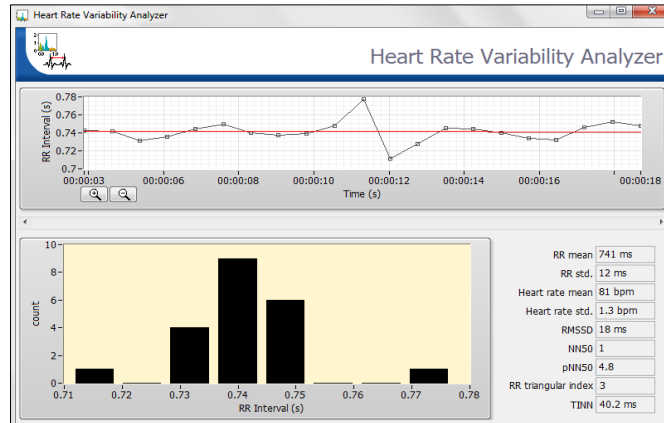 Heart Rate Variability Analyzer
Heart Rate Variability Analyzer
RR Interval (s)
0.78
0.76
0.74
0.72
0.7
00:00:03 00:00:06 00:00:08 00:00:10 00:00:12 00:00:14 00:00:16 00:00:18
Time (s)
count
10
8
6
4
2
0
0.71 0.72 0.73 0.74 0.75 0.76 0.77 0.78
RR Interval (s)
RR mean 741 ms
RR std. 12 ms
Heart rate mean 81 bpm
Heart rate std. 1.3 bpm
RMSSD 18 ms
NN50 1
pNN50 4.8
RR triangular index 3
TINN 40.2 ms